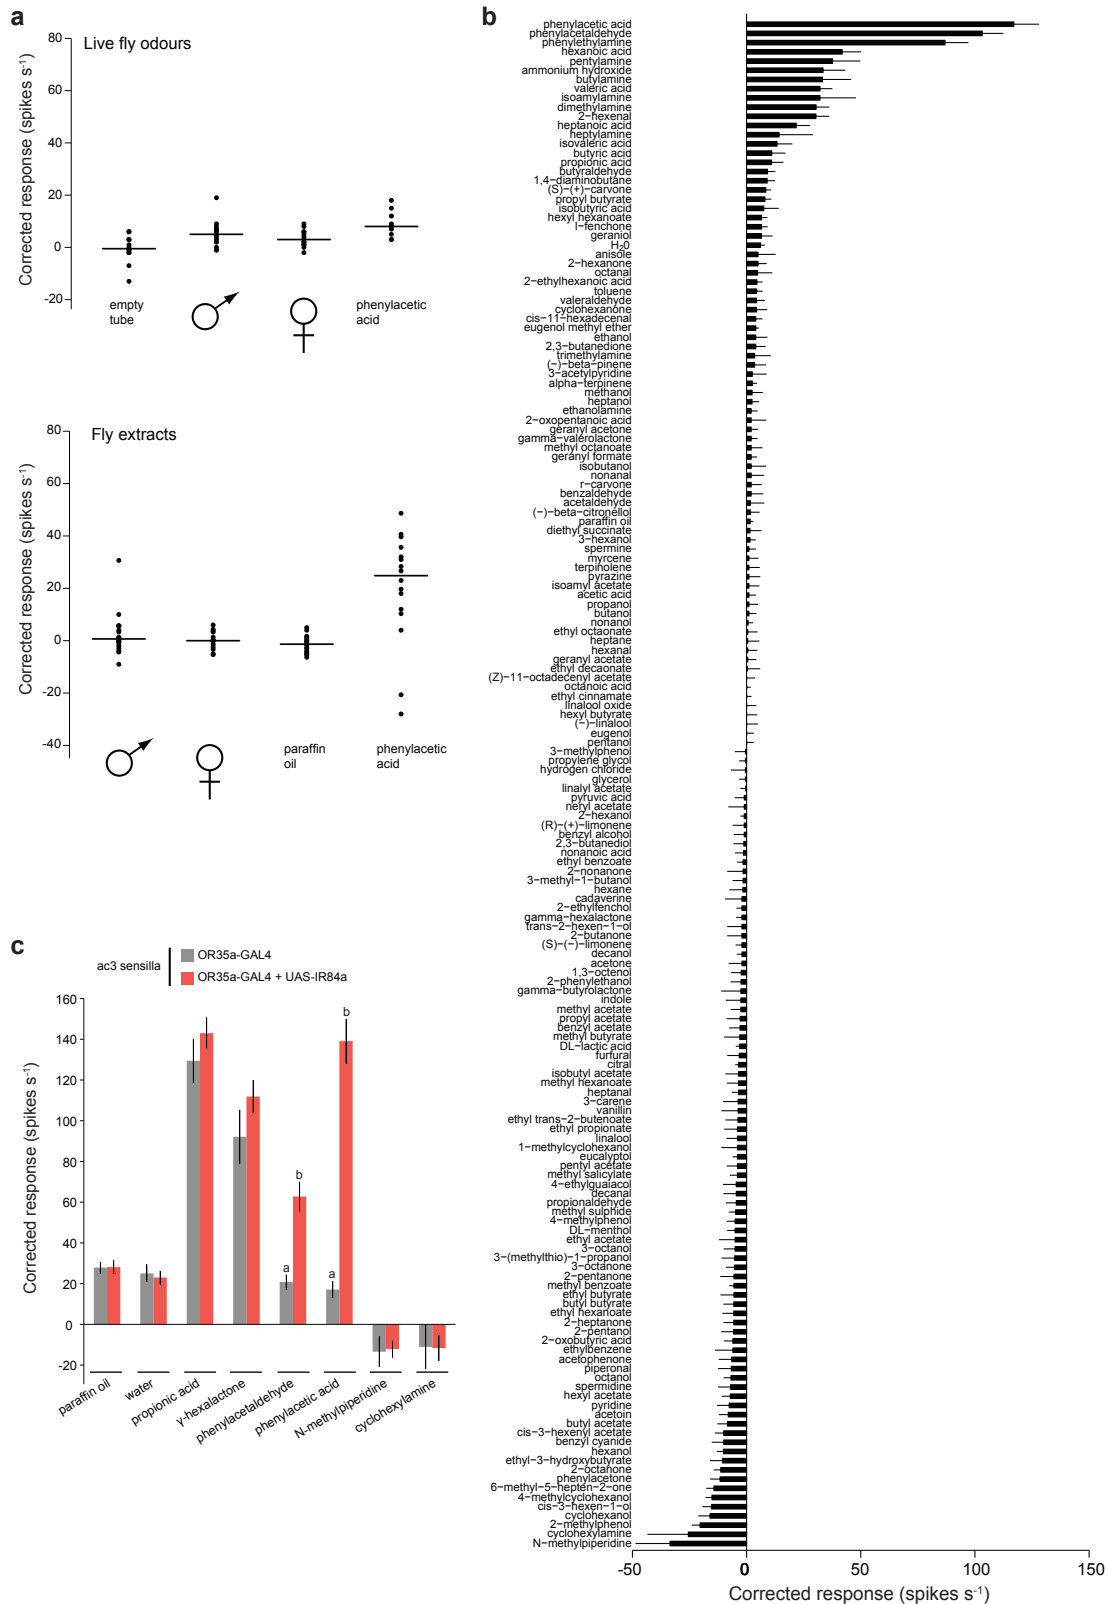 a
Live fly odours
80
60
40
20
0
-20
Corrected response (spikes s⁻¹)
empty
tube
phenylacetic
acid
Fly extracts
80
60
40
20
0
-20
-40
Corrected response (spikes s⁻¹)
paraffin
oil
phenylacetic
acid
b
phenylacetic acid
phenylacetaldehyde
phenylethylamine
hexanoic acid
pentylamine
ammonium hydroxide
butylamine
valeric acid
isoamylamine
dimethylamine
2−hexenal
heptanoic acid
heptylamine
isovaleric acid
butyric acid
propionic acid
butyraldehyde
1,4−diaminobutane
(S)−(+)−carvone
propyl butyrate
isobutyric acid
hexyl hexanoate
l−fenchone
geraniol
H₂0
anisole
2−hexanone
octanal
2−ethylhexanoic acid
toluene
valeraldehyde
cyclohexanone
cis−11−hexadecenal
eugenol methyl ether
ethanol
2,3−butanedione
trimethylamine
(−)−beta−pinene
3−acetylpyridine
alpha−terpinene
methanol
heptanol
ethanolamine
2−oxopentanoic acid
geranyl acetone
gamma−valerolactone
methyl octanoate
geranyl formate
isobutanol
nonanal
r−carvone
benzaldehyde
acetaldehyde
(−)−beta−citronellol
paraffin oil
diethyl succinate
3−hexanol
spermine
myrcene
terpinolene
pyrazine
isoamyl acetate
acetic acid
propanol
butanol
nonanol
ethyl octaonate
heptane
hexanal
geranyl acetate
ethyl decaonate
(Z)−11−octadecenyl acetate
octanoic acid
ethyl cinnamate
linalool oxide
hexyl butyrate
(−)−linalool
eugenol
pentanol
3−methylphenol
propylene glycol
hydrogen chloride
glycerol
linalyl acetate
pyruvic acid
neryl acetate
2−hexanol
(R)−(+)−limonene
benzyl alcohol
2,3−butanediol
nonanoic acid
ethyl benzoate
2−nonanone
3−methyl−1−butanol
hexane
cadaverine
2−ethylfenchol
gamma−hexalactone
trans−2−hexen−1−ol
2−butanone
(S)−(−)−limonene
decanol
acetone
1,3−octenol
2−phenylethanol
gamma−butyrolactone
indole
methyl acetate
propyl acetate
benzyl acetate
methyl butyrate
DL−lactic acid
furfural
citral
isobutyl acetate
methyl hexanoate
heptanal
3−carene
vanillin
ethyl trans−2−butenoate
ethyl propionate
linalool
1−methylcyclohexanol
eucalyptol
pentyl acetate
methyl salicylate
4−ethylguaiacol
decanal
propionaldehyde
methyl sulphide
4−methylphenol
DL−menthol
ethyl acetate
3−octanol
3−(methylthio)−1−propanol
3−octanone
2−pentanone
methyl benzoate
ethyl butyrate
butyl butyrate
ethyl hexanoate
2−heptanone
2−pentanol
2−oxobutyric acid
ethylbenzene
acetophenone
piperonal
octanol
spermidine
hexyl acetate
pyridine
acetoin
butyl acetate
cis−3−hexenyl acetate
benzyl cyanide
hexanol
ethyl−3−hydroxybutyrate
2−octanone
phenylacetone
6−methyl−5−hepten−2−one
4−methylcyclohexanol
cis−3−hexen−1−ol
cyclohexanol
2−methylphenol
cyclohexylamine
N−methylpiperidine
-50 0 50 100 150
Corrected response (spikes s⁻¹)
c
ac3 sensilla
OR35a-GAL4
OR35a-GAL4 + UAS-IR84a
160
140
120
100
80
60
40
20
0
-20
Corrected response (spikes s⁻¹)
a b
a b
paraffin oil
water
propionic acid
γ-hexalactone
phenylacetaldehyde
phenylacetic acid
N-methylpiperidine
cyclohexylamine